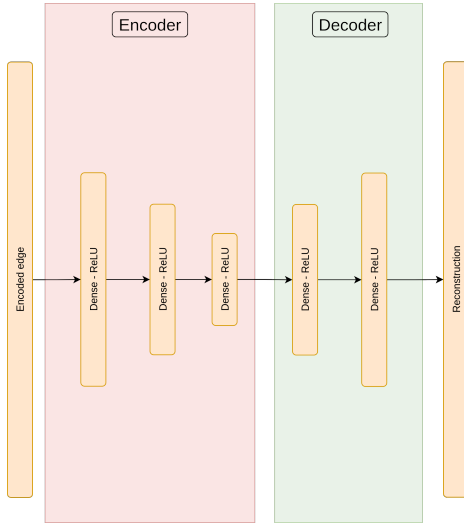 Encoder
Decoder
Encoded edge
Dense - ReLU
Dense - ReLU
Dense - ReLU
Dense - ReLU
Dense - ReLU
Reconstruction